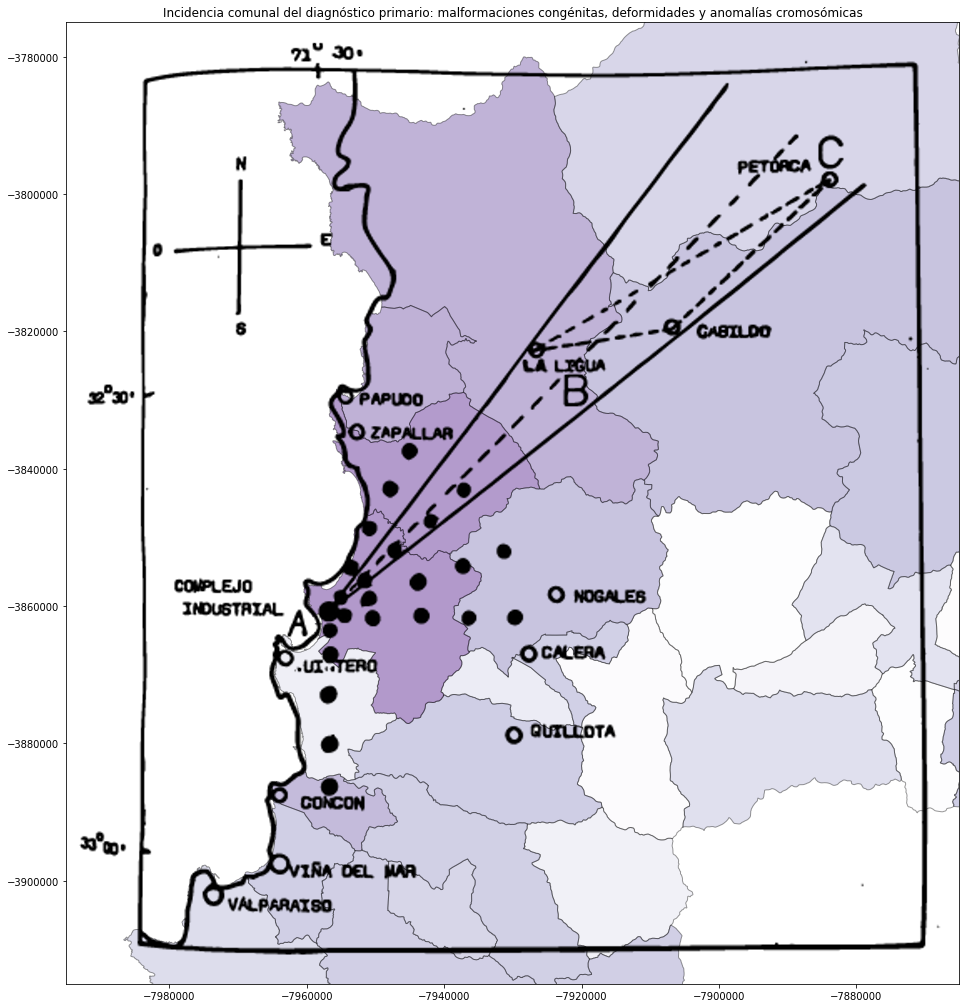 Incidencia comunal del diagnóstico primario: malformaciones congénitas, deformidades y anomalías cromosómicas
71° 30'
−3780000
N
PETORCA
C
−3800000
O
E
S
−3820000
CABILDO
LA LIGUA
B
32°30'
PAPUDO
ZAPALLAR
−3840000
COMPLEJO
INDUSTRIAL
NOGALES
−3860000
A
CALERA
QUILLOTA
−3880000
CONCON
33°00'
VIÑA DEL MAR
−3900000
VALPARAISO
−7980000
−7960000
−7940000
−7920000
−7900000
−7880000